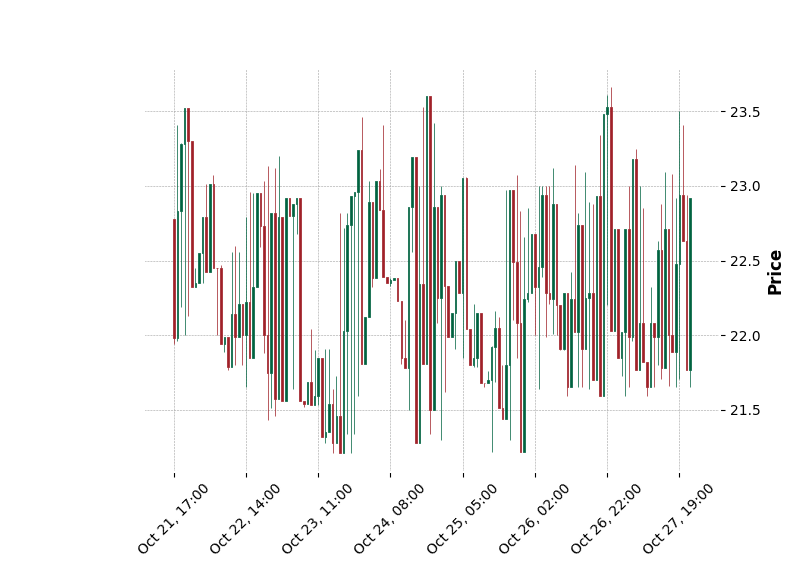 23.5
23.0
22.5
22.0
21.5
Price
Oct 21, 17:00
Oct 22, 14:00
Oct 23, 11:00
Oct 24, 08:00
Oct 25, 05:00
Oct 26, 02:00
Oct 26, 22:00
Oct 27, 19:00